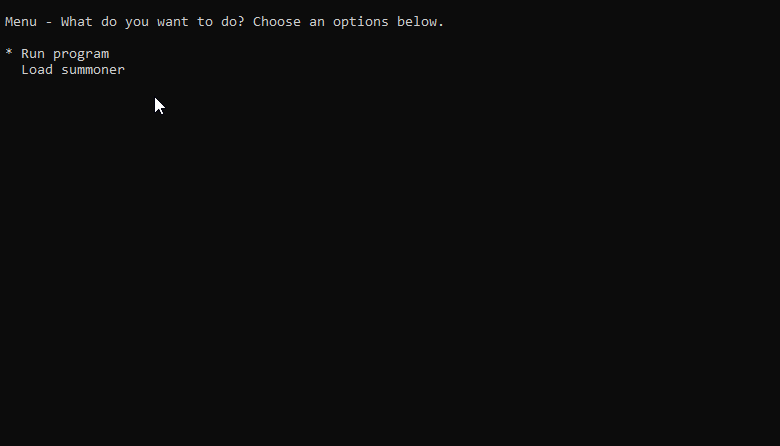 Menu - What do you want to do? Choose an options below.
* Run program
Load summoner